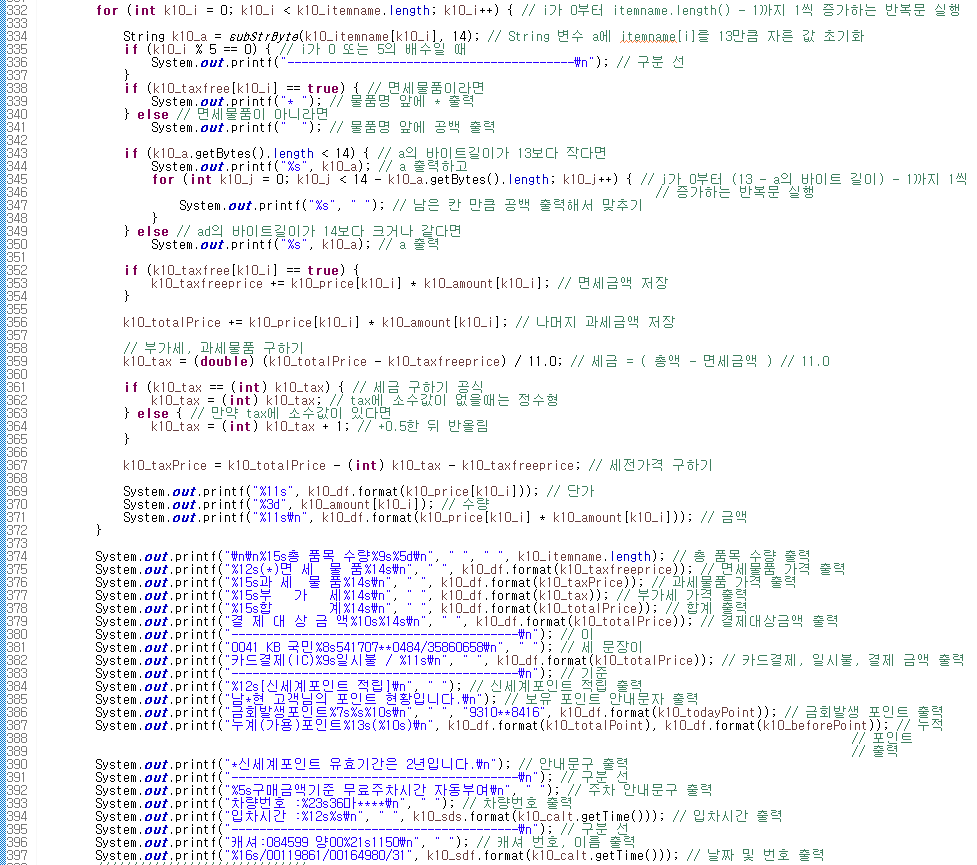 332 for (int k10_i = 0; k10_i < k10_itemname.length; k10_i++) { // i가 0부터 itemname.length() - 1)까지 1씩 증가하는 반복문 실행
333
334 String k10_a = subStrByte(k10_itemname[k10_i], 14); // String 변수 a에 itemname[i]를 13만큼 자른 값 초기화
335 if (k10_i % 5 == 0) { // i가 0 또는 5의 배수일 때
336 System.out.printf("-----------------------------------------\n"); // 구분 선
337 }
338 if (k10_taxfree[k10_i] == true) { // 면세물품이라면
339 System.out.printf("* "); // 물품명 앞에 * 출력
340 } else // 면세물품이 아니라면
341 System.out.printf("  "); // 물품명 앞에 공백 출력
342
343 if (k10_a.getBytes().length < 14) { // a의 바이트길이가 13보다 작다면
344 System.out.printf("%s", k10_a); // a 출력하고
345 for (int k10_j = 0; k10_j < 14 - k10_a.getBytes().length; k10_j++) { // i가 0부터 (13 - a의 바이트 길이) - 1)까지 1씩
346 // 증가하는 반복문 실행
347 System.out.printf("%s", " "); // 남은 칸 만큼 공백 출력해서 맞추기
348 }
349 } else // ad의 바이트길이가 14보다 크거나 같다면
350 System.out.printf("%s", k10_a); // a 출력
351
352 if (k10_taxfree[k10_i] == true) {
353 k10_taxfreeprice += k10_price[k10_i] * k10_amount[k10_i]; // 면세금액 저장
354 }
355
356 k10_totalPrice += k10_price[k10_i] * k10_amount[k10_i]; // 나머지 과세금액 저장
357
358 // 부가세, 과세물품 구하기
359 k10_tax = (double) (k10_totalPrice - k10_taxfreeprice) / 11.0; // 세금 = ( 총액 - 면세금액 ) // 11.0
360
361 if (k10_tax == (int) k10_tax) { // 세금 구하기 공식
362 k10_tax = (int) k10_tax; // tax에 소수값이 없을때는 정수형
363 } else { // 만약 tax에 소수값이 있다면
364 k10_tax = (int) k10_tax + 1; // +0.5한 뒤 반올림
365 }
366
367 k10_taxPrice = k10_totalPrice - (int) k10_tax - k10_taxfreeprice; // 세전가격 구하기
368
369 System.out.printf("%11s", k10_df.format(k10_price[k10_i])); // 단가
370 System.out.printf("%3d", k10_amount[k10_i]); // 수량
371 System.out.printf("%11s\n", k10_df.format(k10_price[k10_i] * k10_amount[k10_i])); // 금액
372 }
373
374 System.out.printf("\n\n%15s총 품목 수량%9s%5d\n", " ", " ", k10_itemname.length); // 총 품목 수량 출력
375 System.out.printf("%12s(*)면 세  물 품%14s\n", " ", k10_df.format(k10_taxfreeprice)); // 면세물품 가격 출력
376 System.out.printf("%15s과 세  물 품%14s\n", " ", k10_df.format(k10_taxPrice)); // 과세물품 가격 출력
377 System.out.printf("%15s부   가   세%14s\n", " ", k10_df.format(k10_tax)); // 부가세 가격 출력
378 System.out.printf("%15s합        계%14s\n", " ", k10_df.format(k10_totalPrice)); // 합계 출력
379 System.out.printf("결 제 대 상 금 액%10s%14s\n", " ", k10_df.format(k10_totalPrice)); // 결제대상금액 출력
380 System.out.printf("-----------------------------------------\n"); // 이
381 System.out.printf("0041 KB 국민%8s541707**0484/35860658\n", " "); // 세 문장이
382 System.out.printf("카드결제(IC)%9s일시불 / %11s\n", " ", k10_df.format(k10_totalPrice)); // 카드결제, 일시불, 결제 금액 출력
383 System.out.printf("-----------------------------------------\n"); // 기준
384 System.out.printf("%12s[신세계포인트 적립]\n", " "); // 신세계포인트 적립 출력
385 System.out.printf("남*현 고객님의 포인트 현황입니다.\n"); // 보유 포인트 안내문자 출력
386 System.out.printf("금회발생포인트%7s%s%10s\n", " ", "9310**8416", k10_df.format(k10_todayPoint)); // 금회발생 포인트 출력
387 System.out.printf("누계(가용)포인트%13s(%10s)\n", k10_df.format(k10_totalPoint), k10_df.format(k10_beforePoint)); // 누적
388 // 포인트
389 // 출력
390 System.out.printf("*신세계포인트 유효기간은 2년입니다.\n"); // 안내문구 출력
391 System.out.printf("-----------------------------------------\n"); // 구분 선
392 System.out.printf("%5s구매금액기준 무료주차시간 자동부여\n", " "); // 주차 안내문구 출력
393 System.out.printf("차량번호 :%23s36마****\n", " "); // 차량번호 출력
394 System.out.printf("입차시간 :%12s%s\n", " ", k10_sds.format(k10_calt.getTime())); // 입차시간 출력
395 System.out.printf("-----------------------------------------\n"); // 구분 선
396 System.out.printf("캐셔:084599 양00%21s1150\n", " "); // 캐셔 번호, 이름 출력
397 System.out.printf("%16s/00119861/00164980/31", k10_sdf.format(k10_calt.getTime())); // 날짜 및 번호 출력